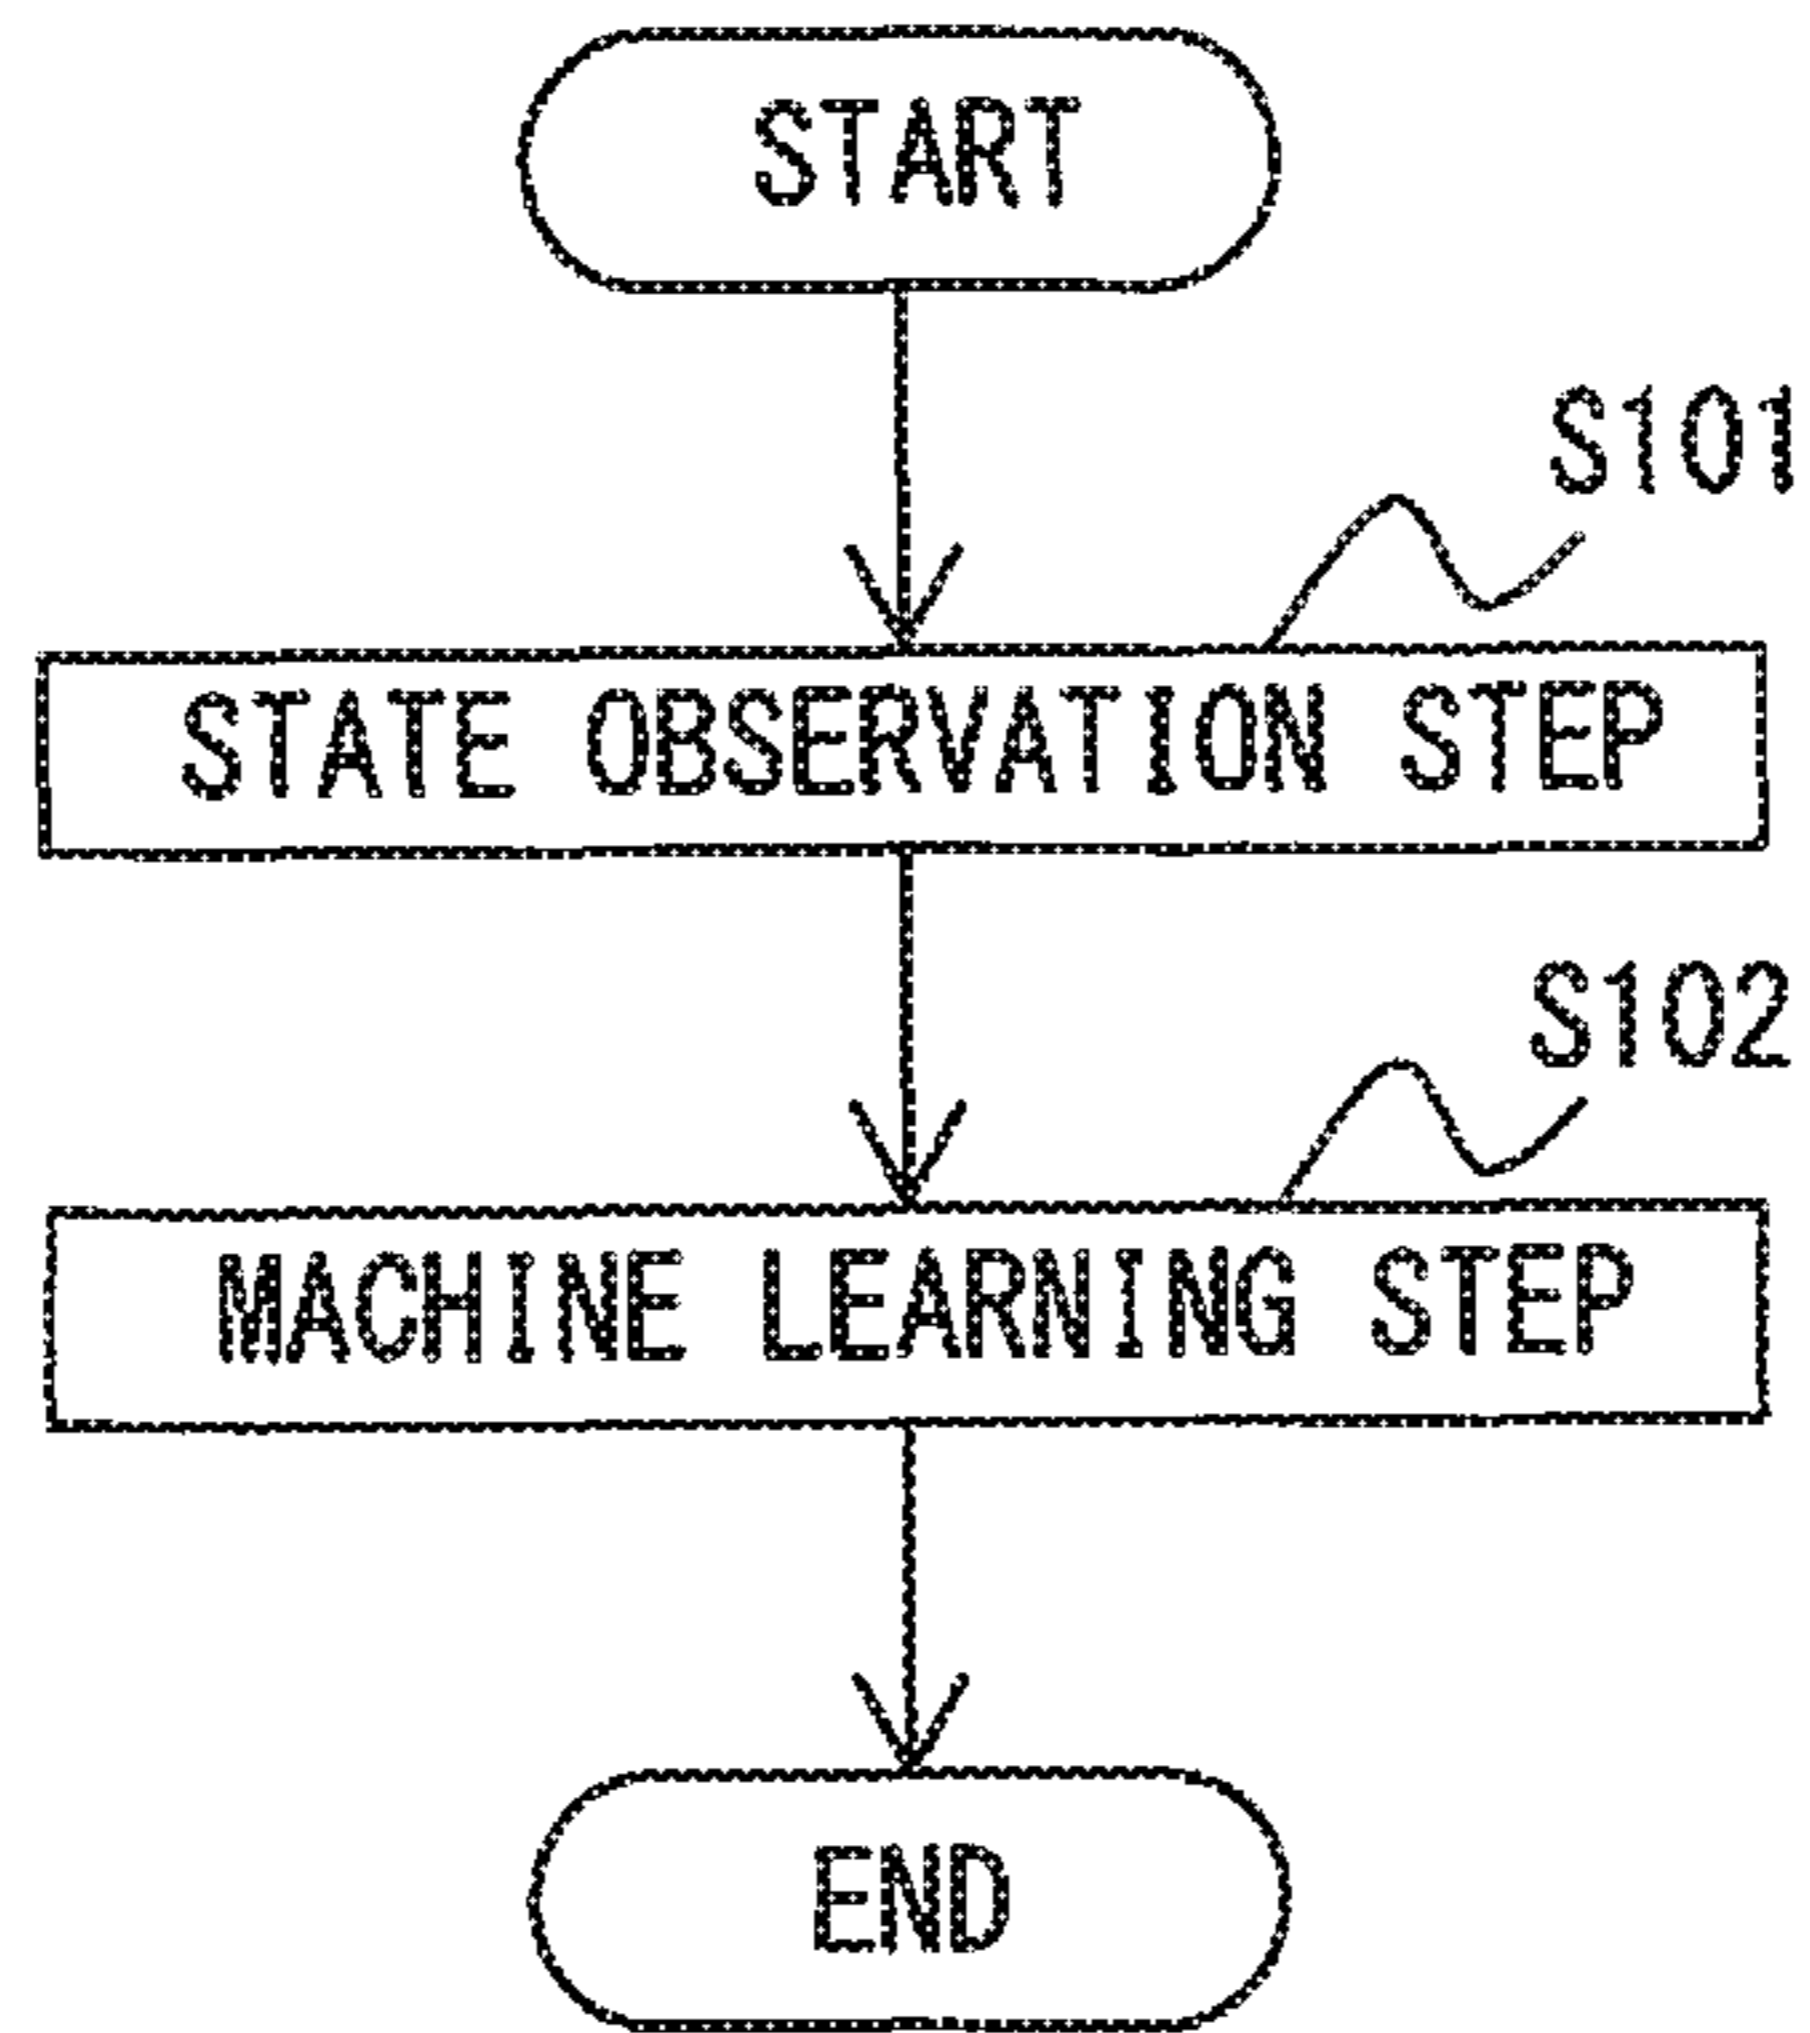 START
S101
STATE OBSERVATION STEP
S102
MACHINE LEARNING STEP
END